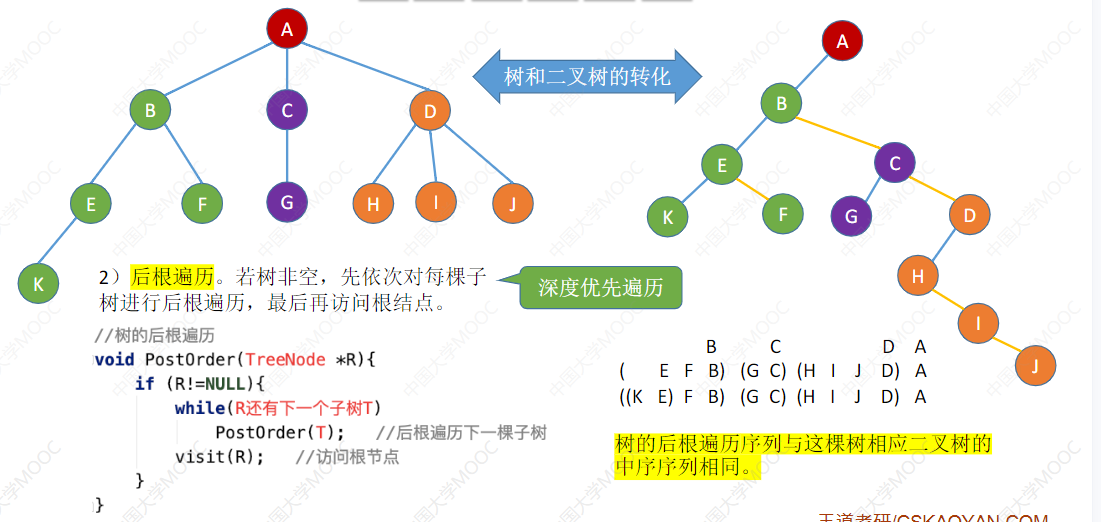 A
B
C
D
E
F
G
H
I
J
K
树和二叉树的转化
A
B
E
C
K
F
G
D
H
I
J
2）后根遍历。若树非空，先依次对每棵子
树进行后根遍历，最后再访问根结点。
深度优先遍历
//树的后根遍历
void PostOrder(TreeNode *R){
if (R!=NULL){
while(R还有下一个子树T)
PostOrder(T); //后根遍历下一棵子树
visit(R); //访问根节点
}
}
B C D A
( E F B) (G C) (H I J D) A
((K E) F B) (G C) (H I J D) A
树的后根遍历序列与这棵树相应二叉树的
中序序列相同。
王道考研/CSKAOYAN.COM
中国大学MOOC